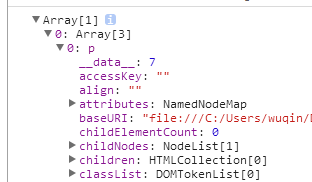 Array[1]
0: Array[3]
0: p
__data__: 7
accessKey: ""
align: ""
attributes: NamedNodeMap
baseURI: "file:///C:/Users/wuqin/D
childElementCount: 0
childNodes: NodeList[1]
children: HTMLCollection[0]
classList: DOMTokenList[0]